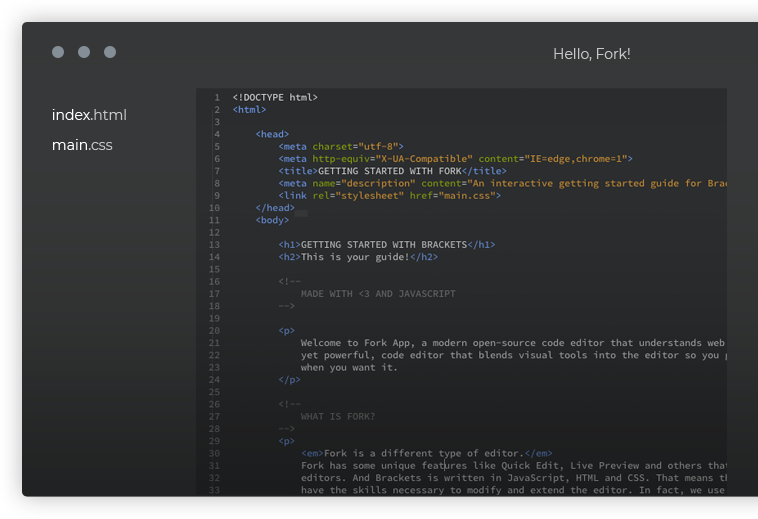 Hello, Fork!
index.html
main.css
1 <!DOCTYPE html>
2 <html>
3
4 <head>
5 <meta charset="utf-8">
6 <meta http-equiv="X-UA-Compatible" content="IE=edge,chrome=1">
7 <title>GETTING STARTED WITH FORK</title>
8 <meta name="description" content="An interactive getting started guide for Brac
9 <link rel="stylesheet" href="main.css">
10 </head>
11 <body>
12
13 <h1>GETTING STARTED WITH BRACKETS</h1>
14 <h2>This is your guide!</h2>
15
16 <!--
17 MADE WITH <3 AND JAVASCRIPT
18 -->
19
20 <p>
21 Welcome to Fork App, a modern open-source code editor that understands web
22 yet powerful, code editor that blends visual tools into the editor so you
23 when you want it.
24 </p>
25
26 <!--
27 WHAT IS FORK?
28 -->
29 <p>
30 <em>Fork is a different type of editor.</em>
31 Fork has some unique features like Quick Edit, Live Preview and others that
32 editors. And Brackets is written in JavaScript, HTML and CSS. That means
33 have the skills necessary to modify and extend the editor. In fact, we use